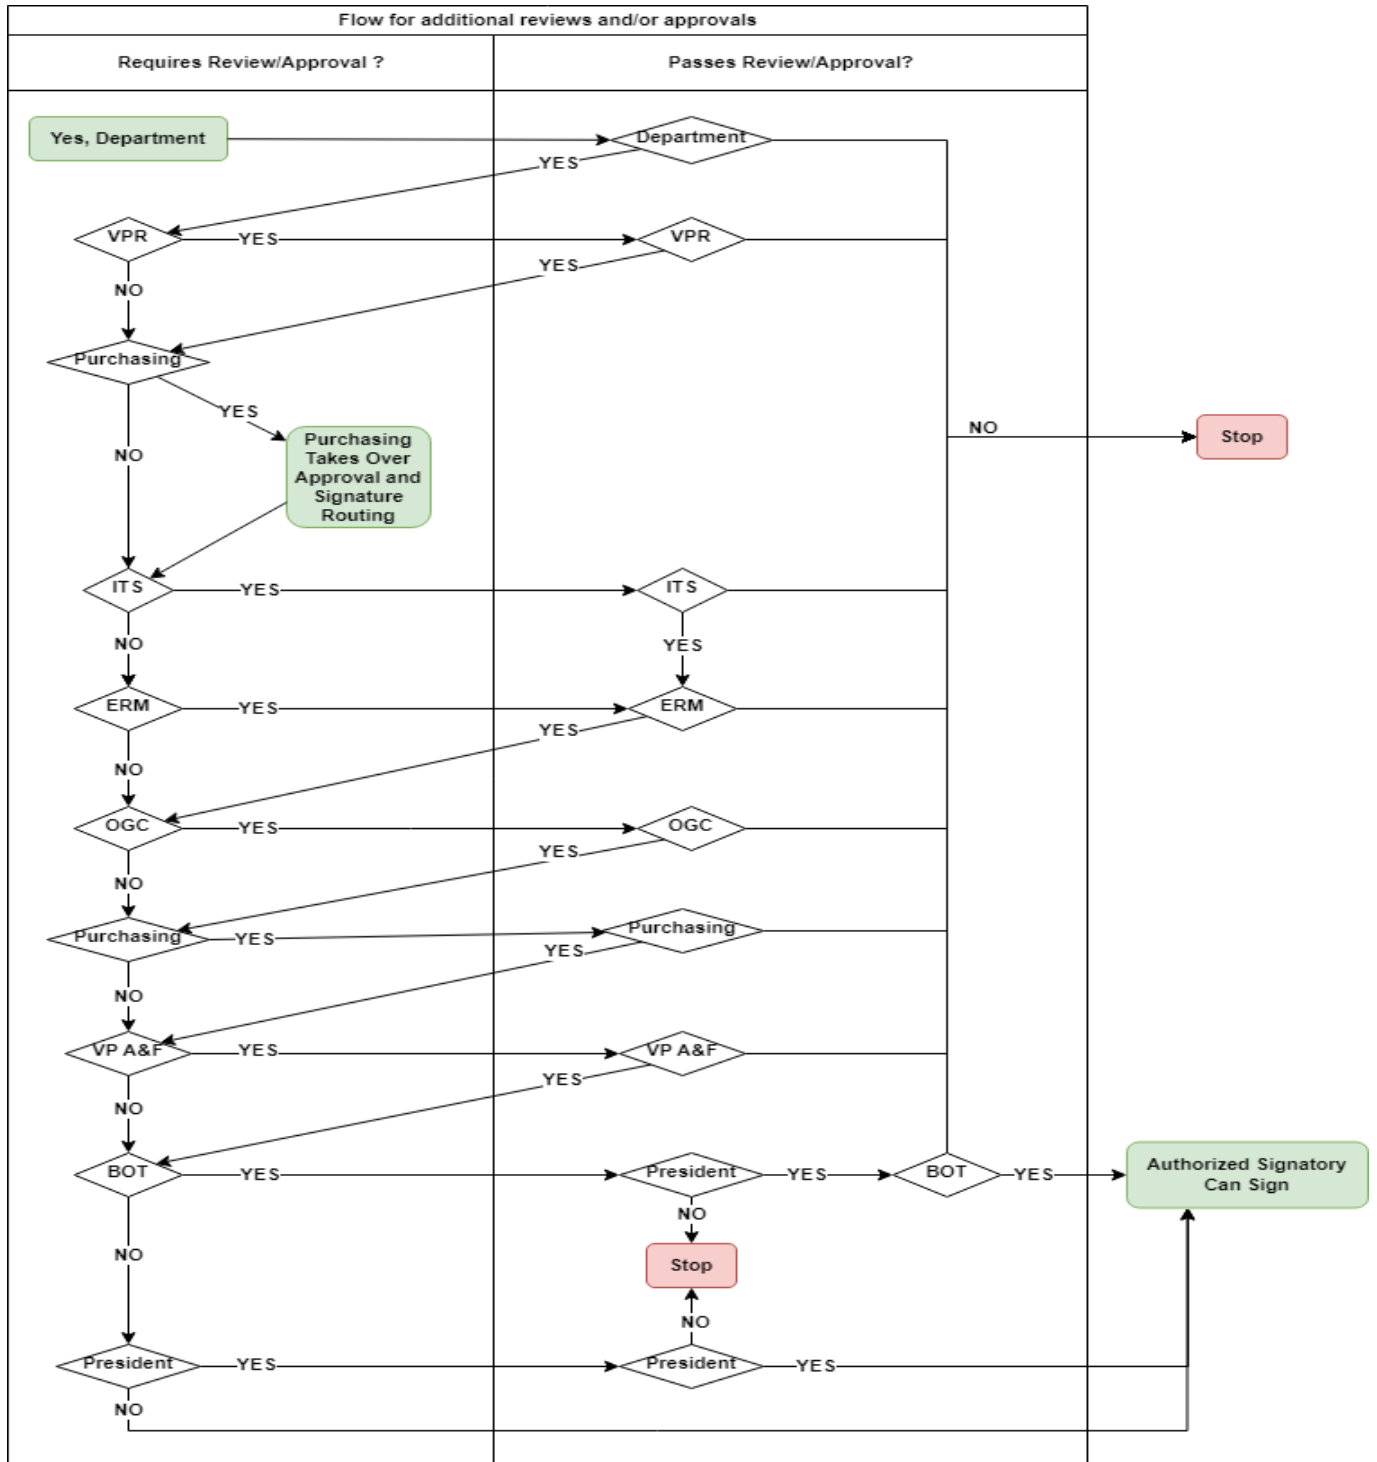 Flow for additional reviews and/or approvals
Requires Review/Approval ?
Passes Review/Approval?
Yes, Department
Department
YES
VPR
YES
VPR
YES
NO
Purchasing
YES
NO
Purchasing
Takes Over
Approval and
Signature
Routing
NO
Stop
ITS
YES
ITS
NO
YES
ERM
YES
ERM
YES
NO
OGC
YES
OGC
YES
NO
Purchasing
YES
Purchasing
YES
NO
VP A&F
YES
VP A&F
YES
NO
BOT
YES
President
YES
BOT
YES
Authorized Signatory
Can Sign
NO
NO
Stop
NO
President
YES
President
YES
NO